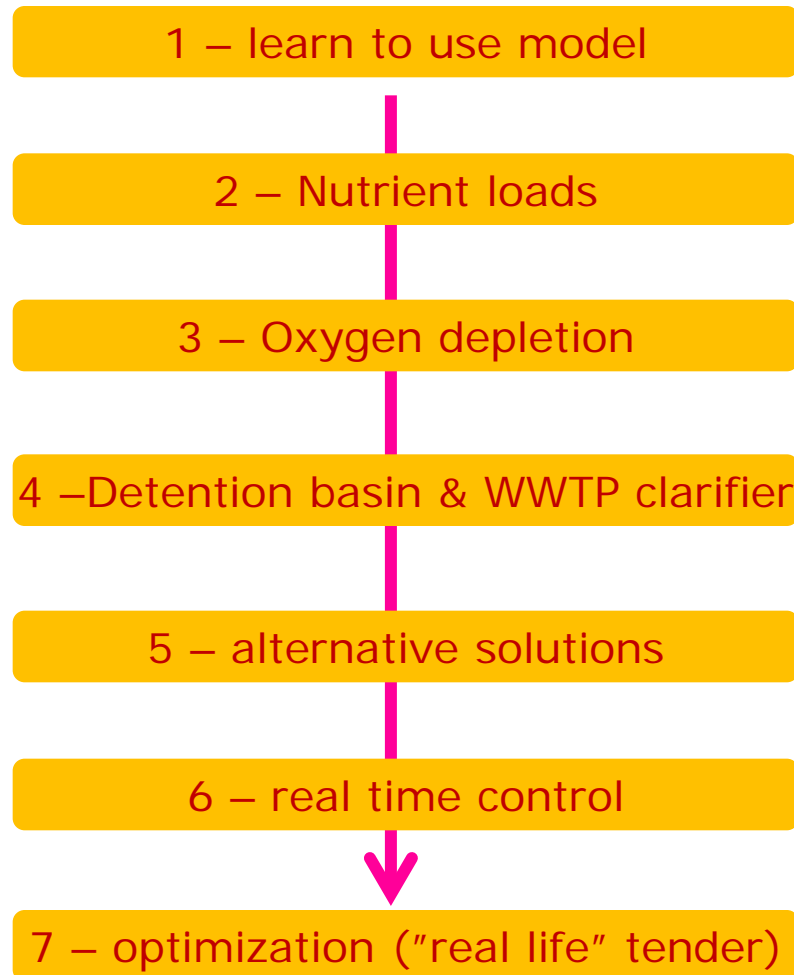 1 – learn to use model
2 – Nutrient loads
3 – Oxygen depletion
4 –Detention basin & WWTP clarifier
5 – alternative solutions
6 – real time control
7 – optimization (”real life” tender)